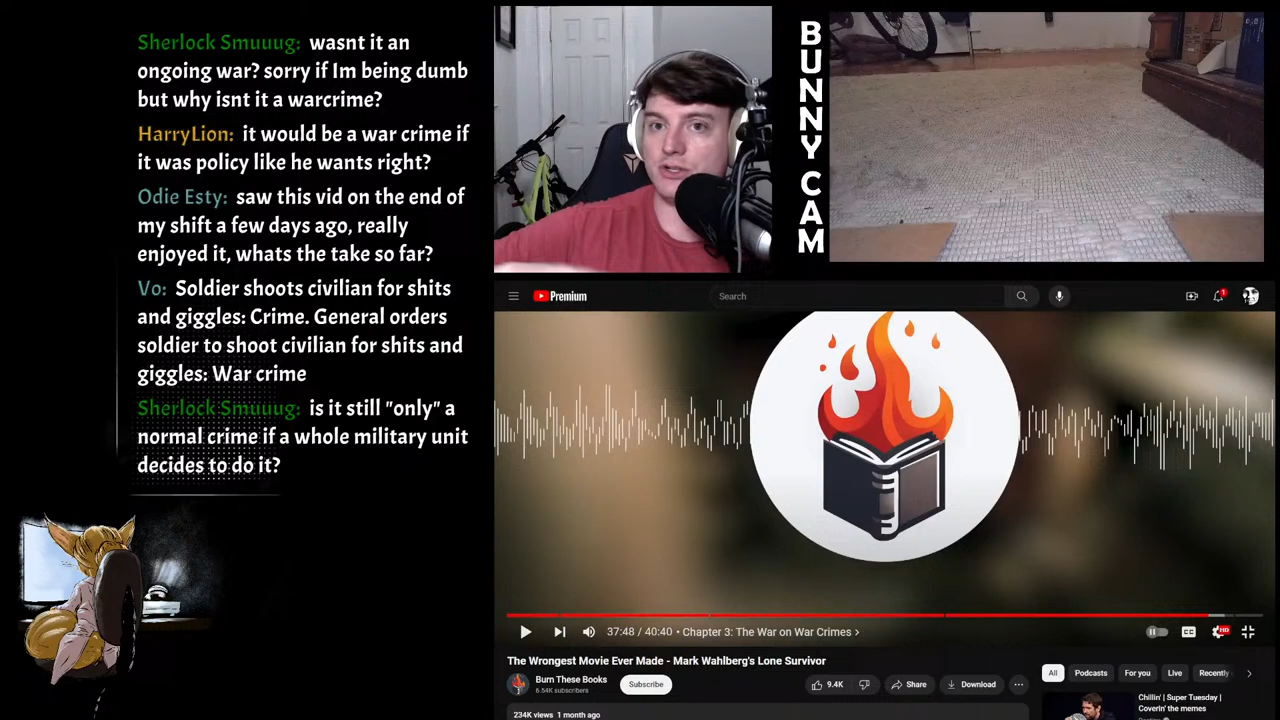 Sherlock Smuuug: wasnt it an
ongoing war? sorry if Im being dumb
but why isnt it a warcrime?
HarryLion: it would be a war crime if
it was policy like he wants right?
Odie Esty: saw this vid on the end of
my shift a few days ago, really
enjoyed it, whats the take so far?
Vo: Soldier shoots civilian for shits
and giggles: Crime. General orders
soldier to shoot civilian for shits and
giggles: War crime
Sherlock Smuuug: is it still "only" a
normal crime if a whole military unit
decides to do it?
BUNNY CAM
Premium
Search
1
37:48 / 40:40 • Chapter 3: The War on War Crimes >
HD
The Wrongest Movie Ever Made - Mark Wahlberg's Lone Survivor
Burn These Books
6.54K subscribers
Subscribe
9.4K
Share
Download
234K views 1 month ago
All
Podcasts
For you
Live
Recently
Chillin' | Super Tuesday |
Coverin' the memes